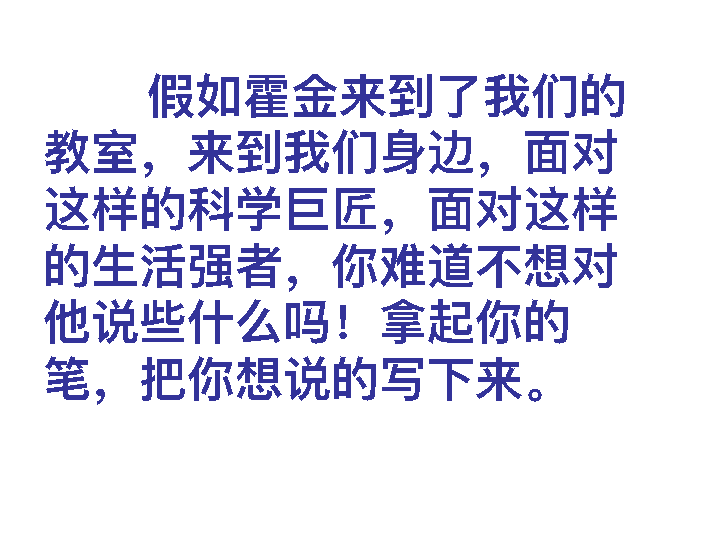 假如霍金来到了我们的
教室，来到我们身边，面对
这样的科学巨匠，面对这样
的生活强者，你难道不想对
他说些什么吗！拿起你的
笔，把你想说的写下来。